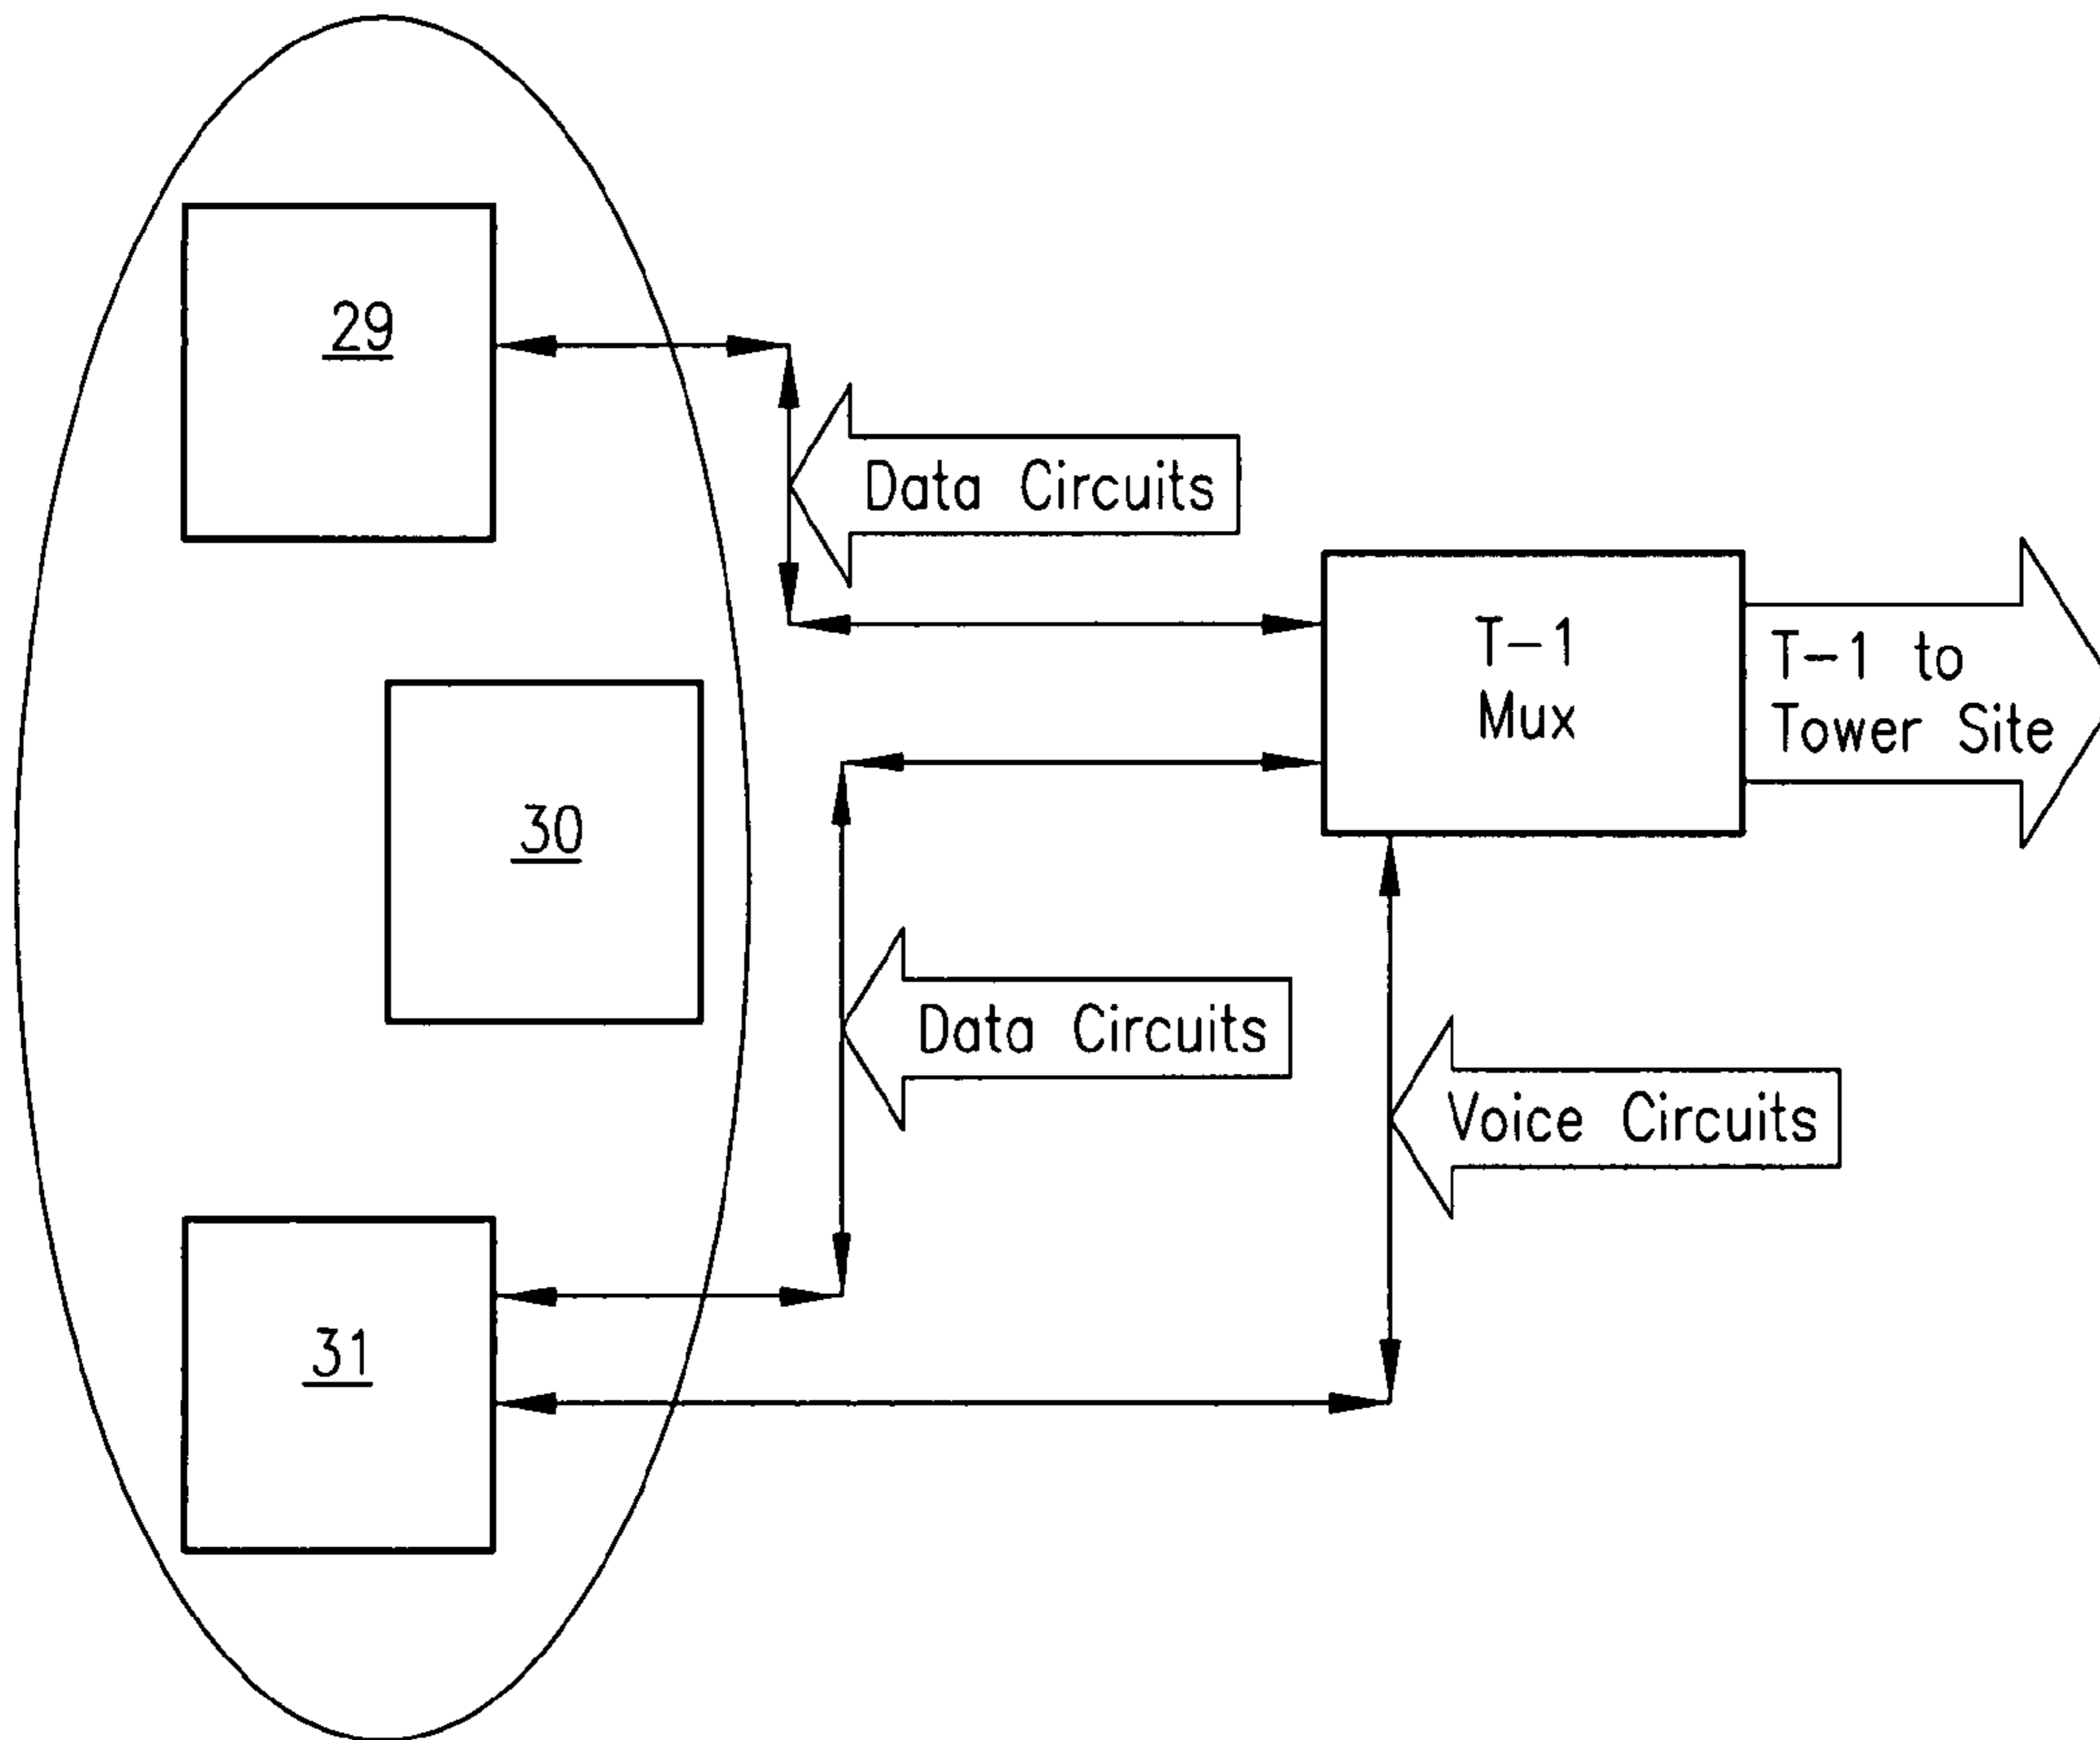 29
Data Circuits
T-1
Mux
T-1 to
Tower Site
30
Data Circuits
Voice Circuits
31